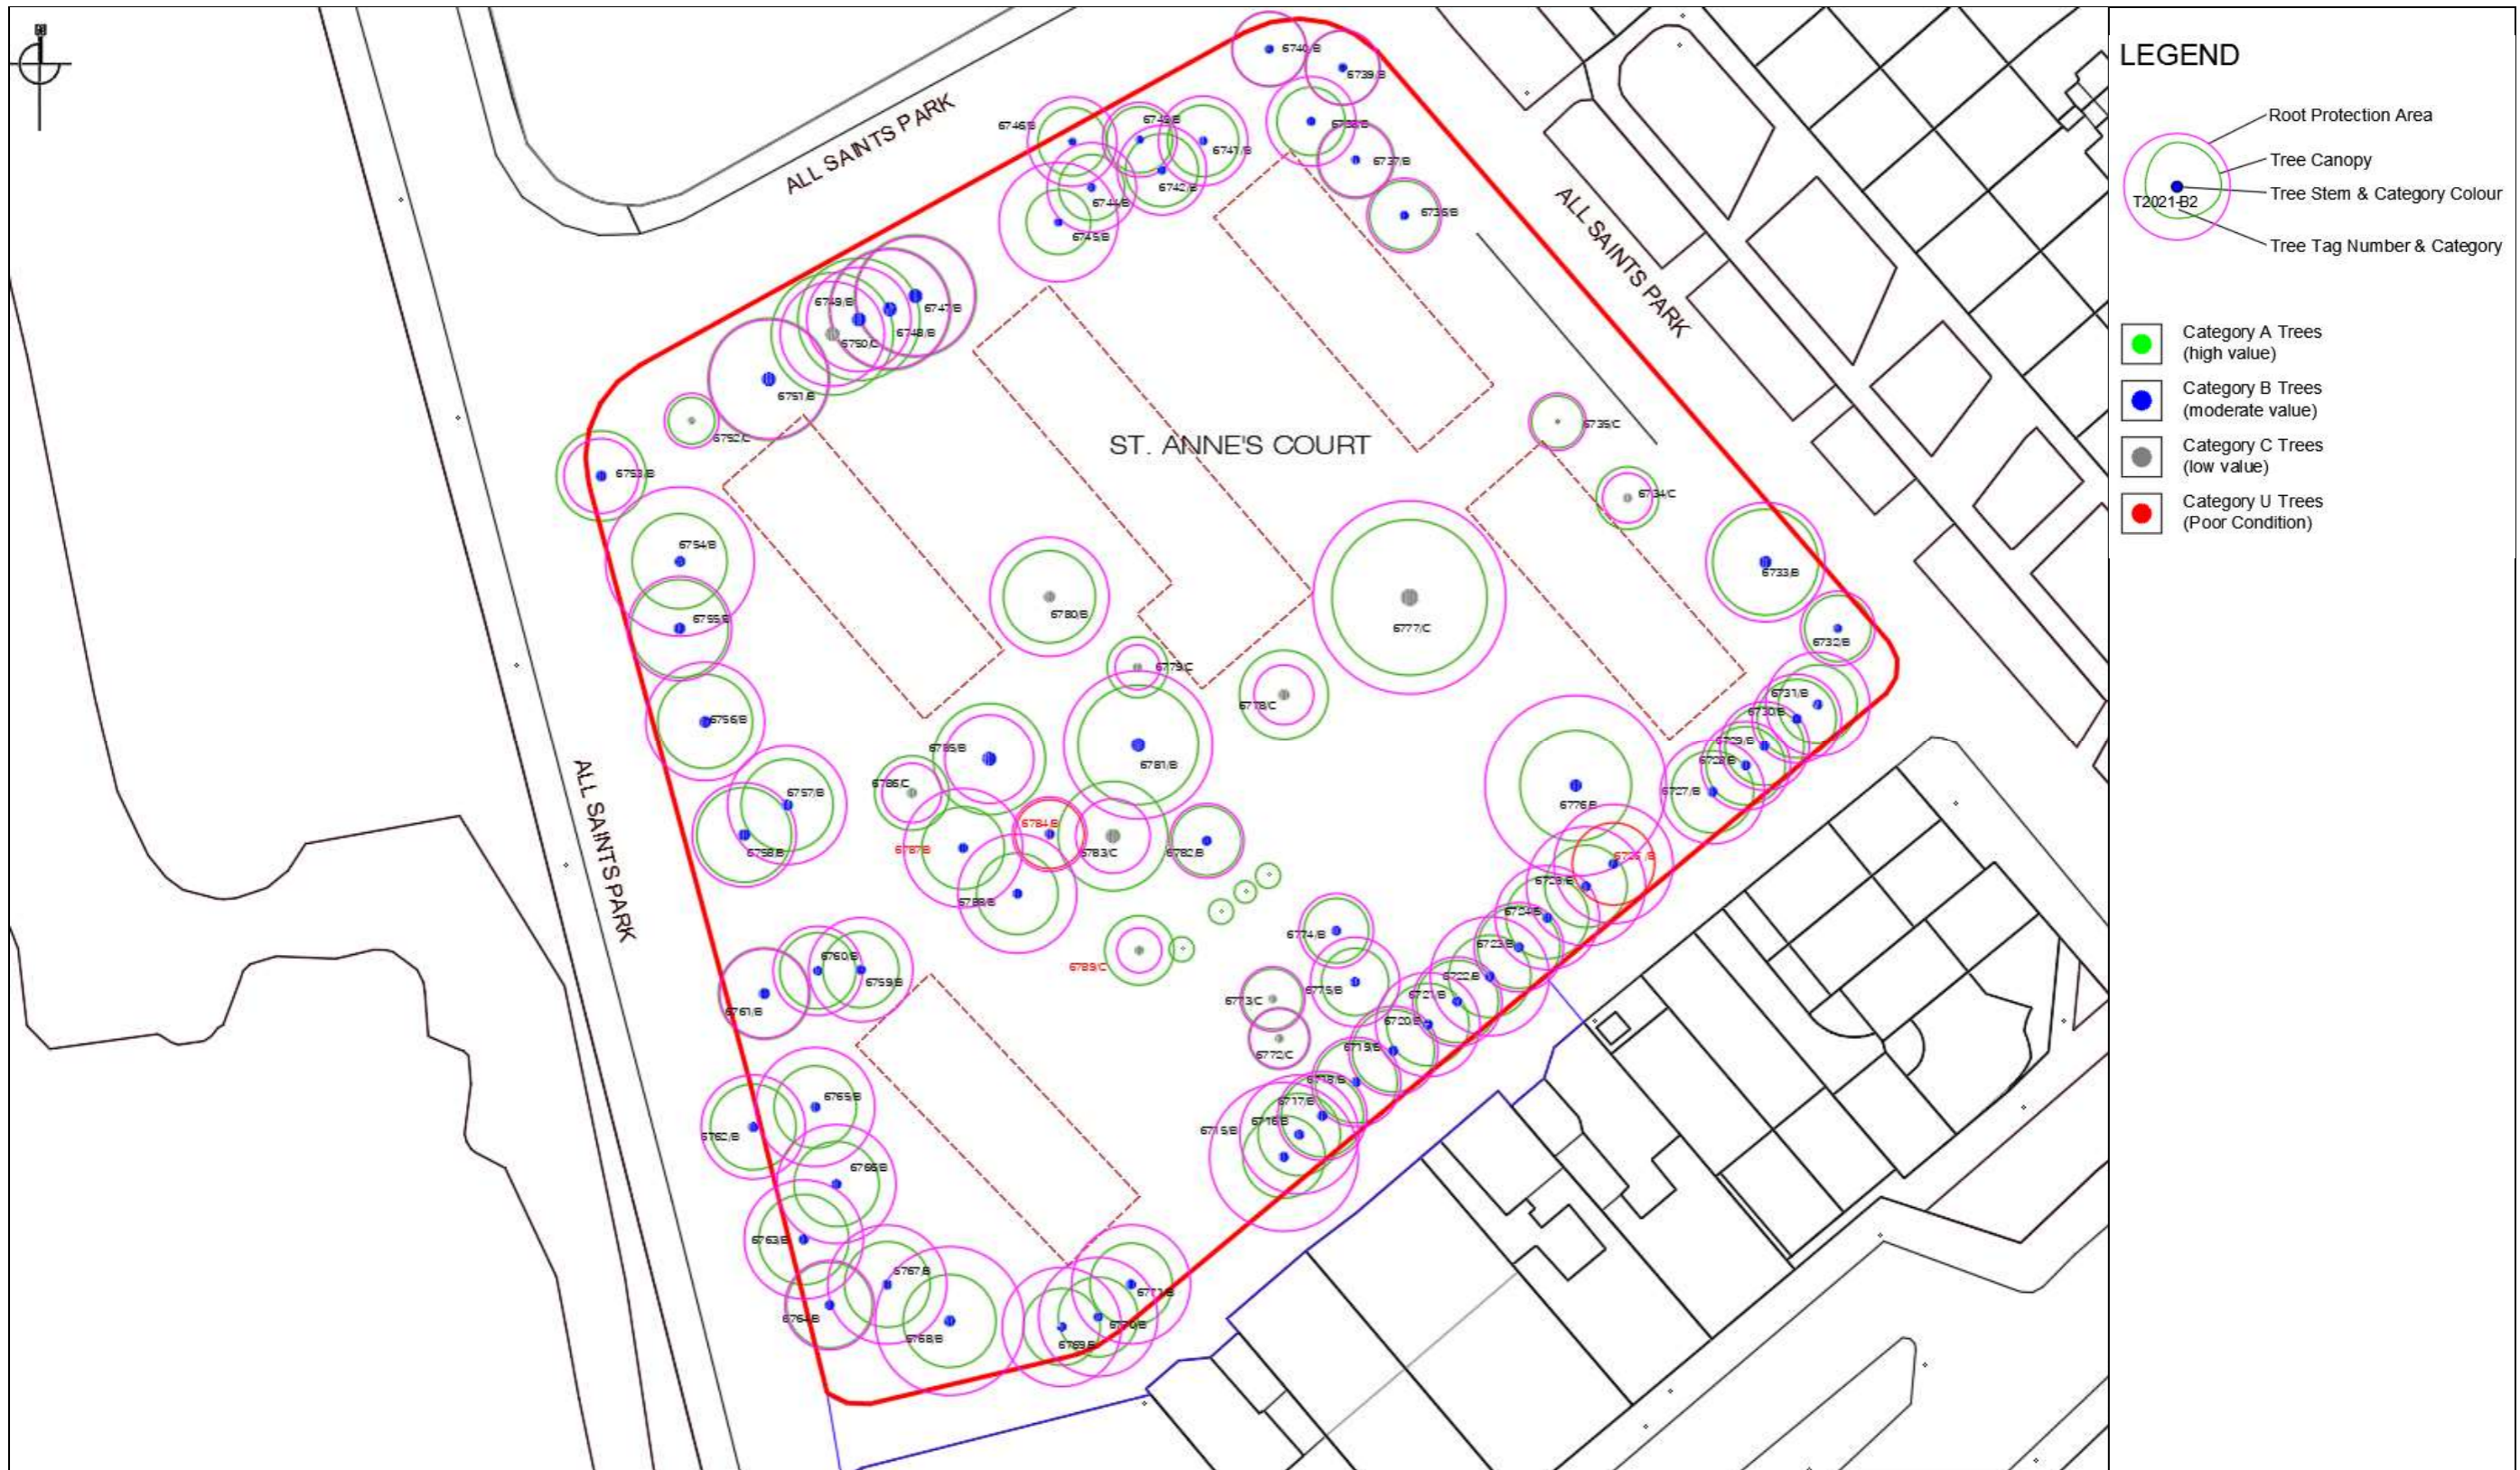 N
6740/B
6739/B
6746/B
6741/B
6742/B
6737/B
6744/B
6736/B
6745/B
ALL SAINTS PARK
ALL SAINTS PARK
6749/B
6747/B
6748/B
6750/C
6751/B
6752/C
6735/C
ST. ANNE'S COURT
6753/B
6734/C
6754/B
6733/B
6755/B
6780/B
6777/C
6732/B
6779/C
6731/B
6778/C
6730/B
6756/B
6729/B
6785/B
6781/B
6728/B
6786/C
6727/B
6757/B
6776/B
6784/B
6758/B
6787/B
6783/C
6782/B
ALL SAINTS PARK
6788/B
6724/B
6774/B
6723/B
6760/B
6789/C
6722/B
6759/B
6775/B
6773/C
6721/B
6761/B
6720/B
6719/B
6772/C
6718/B
6765/B
6717/B
6762/B
6716/B
6715/B
6766/B
6763/B
6767/B
6771/B
6764/B
6770/B
6768/B
6769/B
LEGEND
Root Protection Area
Tree Canopy
Tree Stem & Category Colour
T2021-B2
Tree Tag Number & Category
Category A Trees
(high value)
Category B Trees
(moderate value)
Category C Trees
(low value)
Category U Trees
(Poor Condition)